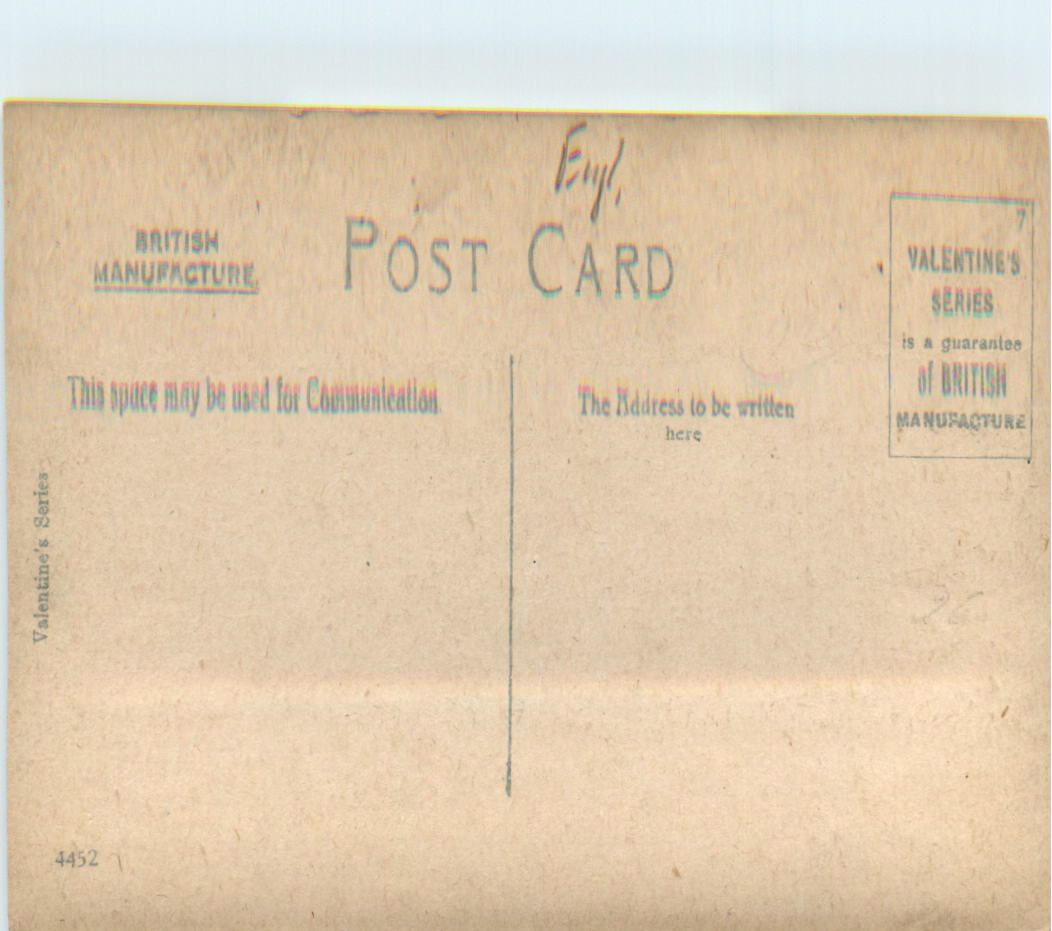 Engl.
BRITISH
MANUFACTURE.
POST CARD
7
VALENTINE'S
SERIES
is a guarantee
of BRITISH
MANUFACTURE
This space may be used for Communication.
The Address to be written
here
Valentine's Series
4452